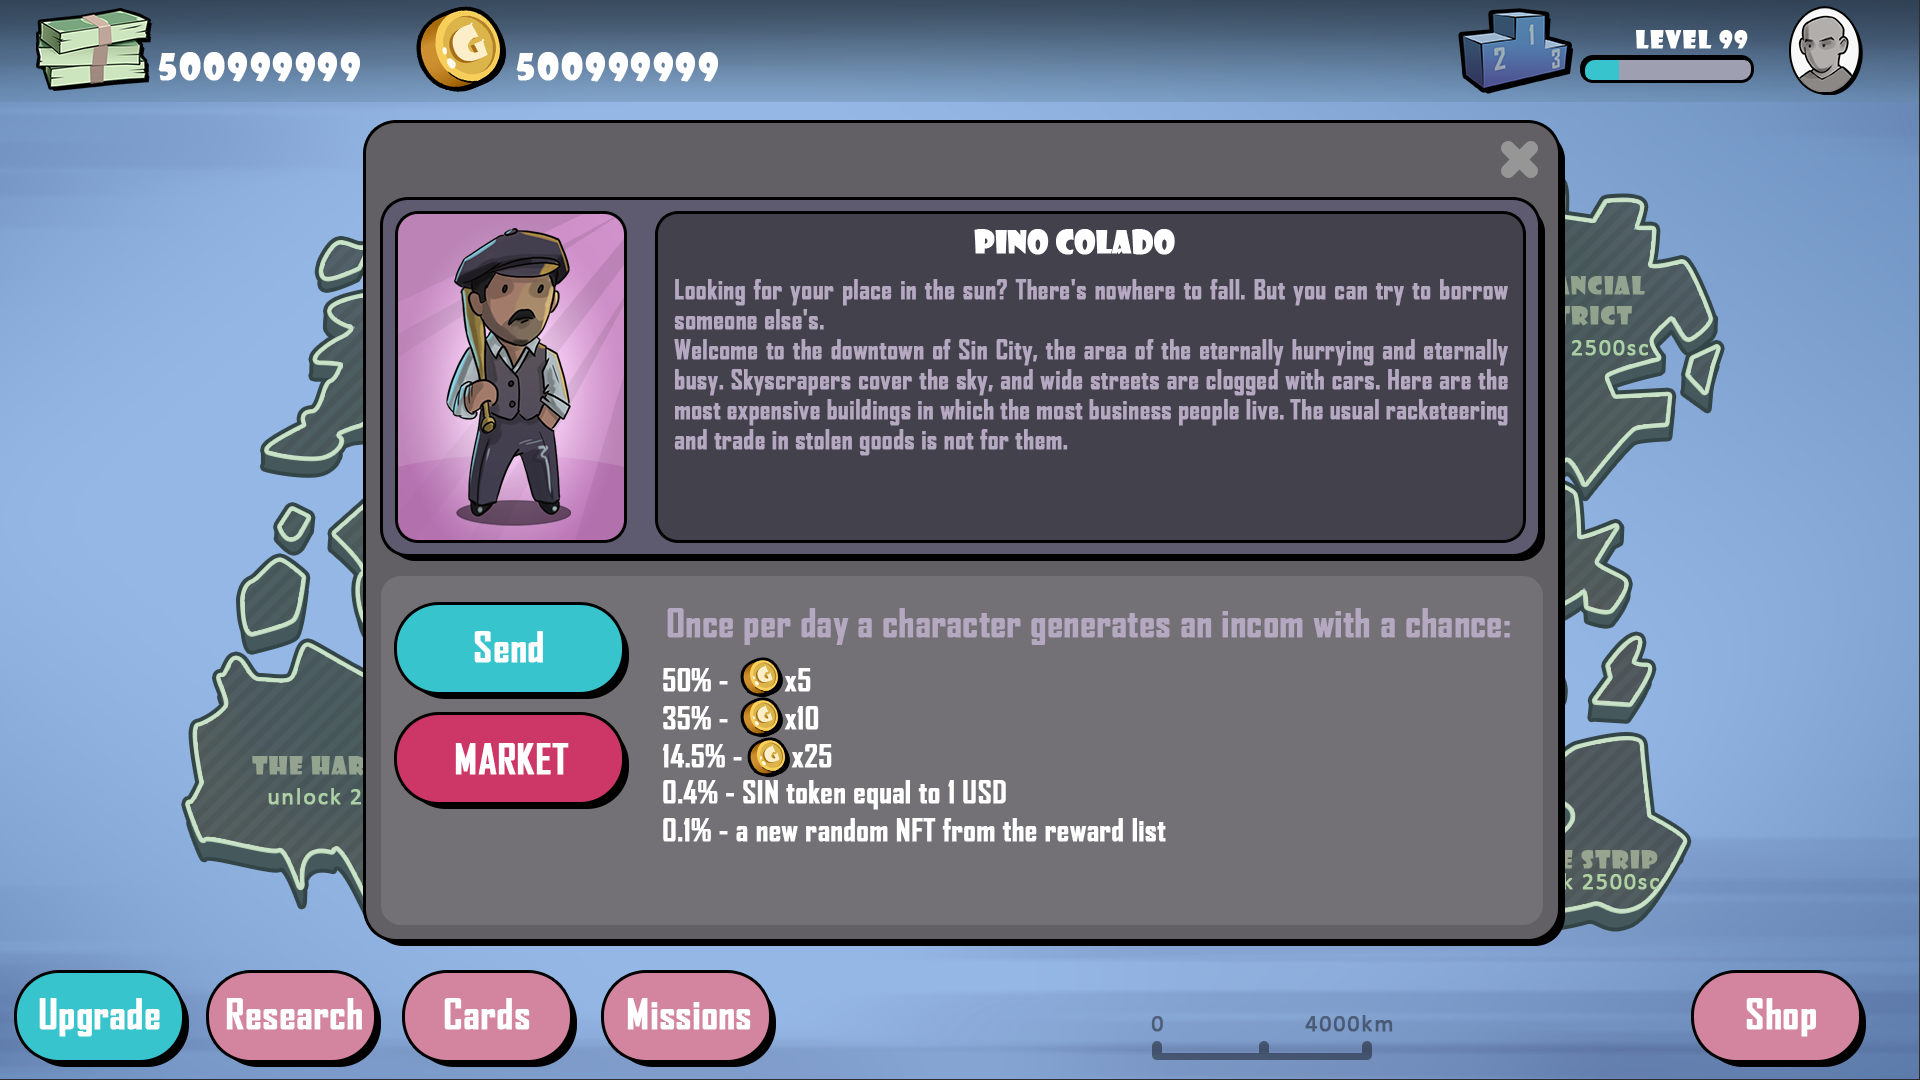 500999999
G
500999999
1
2
3
LEVEL 99
PINO COLADO
Looking for your place in the sun? There's nowhere to fall. But you can try to borrow
someone else's.
Welcome to the downtown of Sin City, the area of the eternally hurrying and eternally
busy. Skyscrapers cover the sky, and wide streets are clogged with cars. Here are the
most expensive buildings in which the most business people live. The usual racketeering
and trade in stolen goods is not for them.
NCIAL
TRICT
2500sc
Send
MARKET
Once per day a character generates an incom with a chance:
50% - G x5
35% - G x10
14.5% - G x25
0.4% - SIN token equal to 1 USD
0.1% - a new random NFT from the reward list
THE HAR
unlock 2
E STRIP
k 2500sc
Upgrade
Research
Cards
Missions
0
4000km
Shop